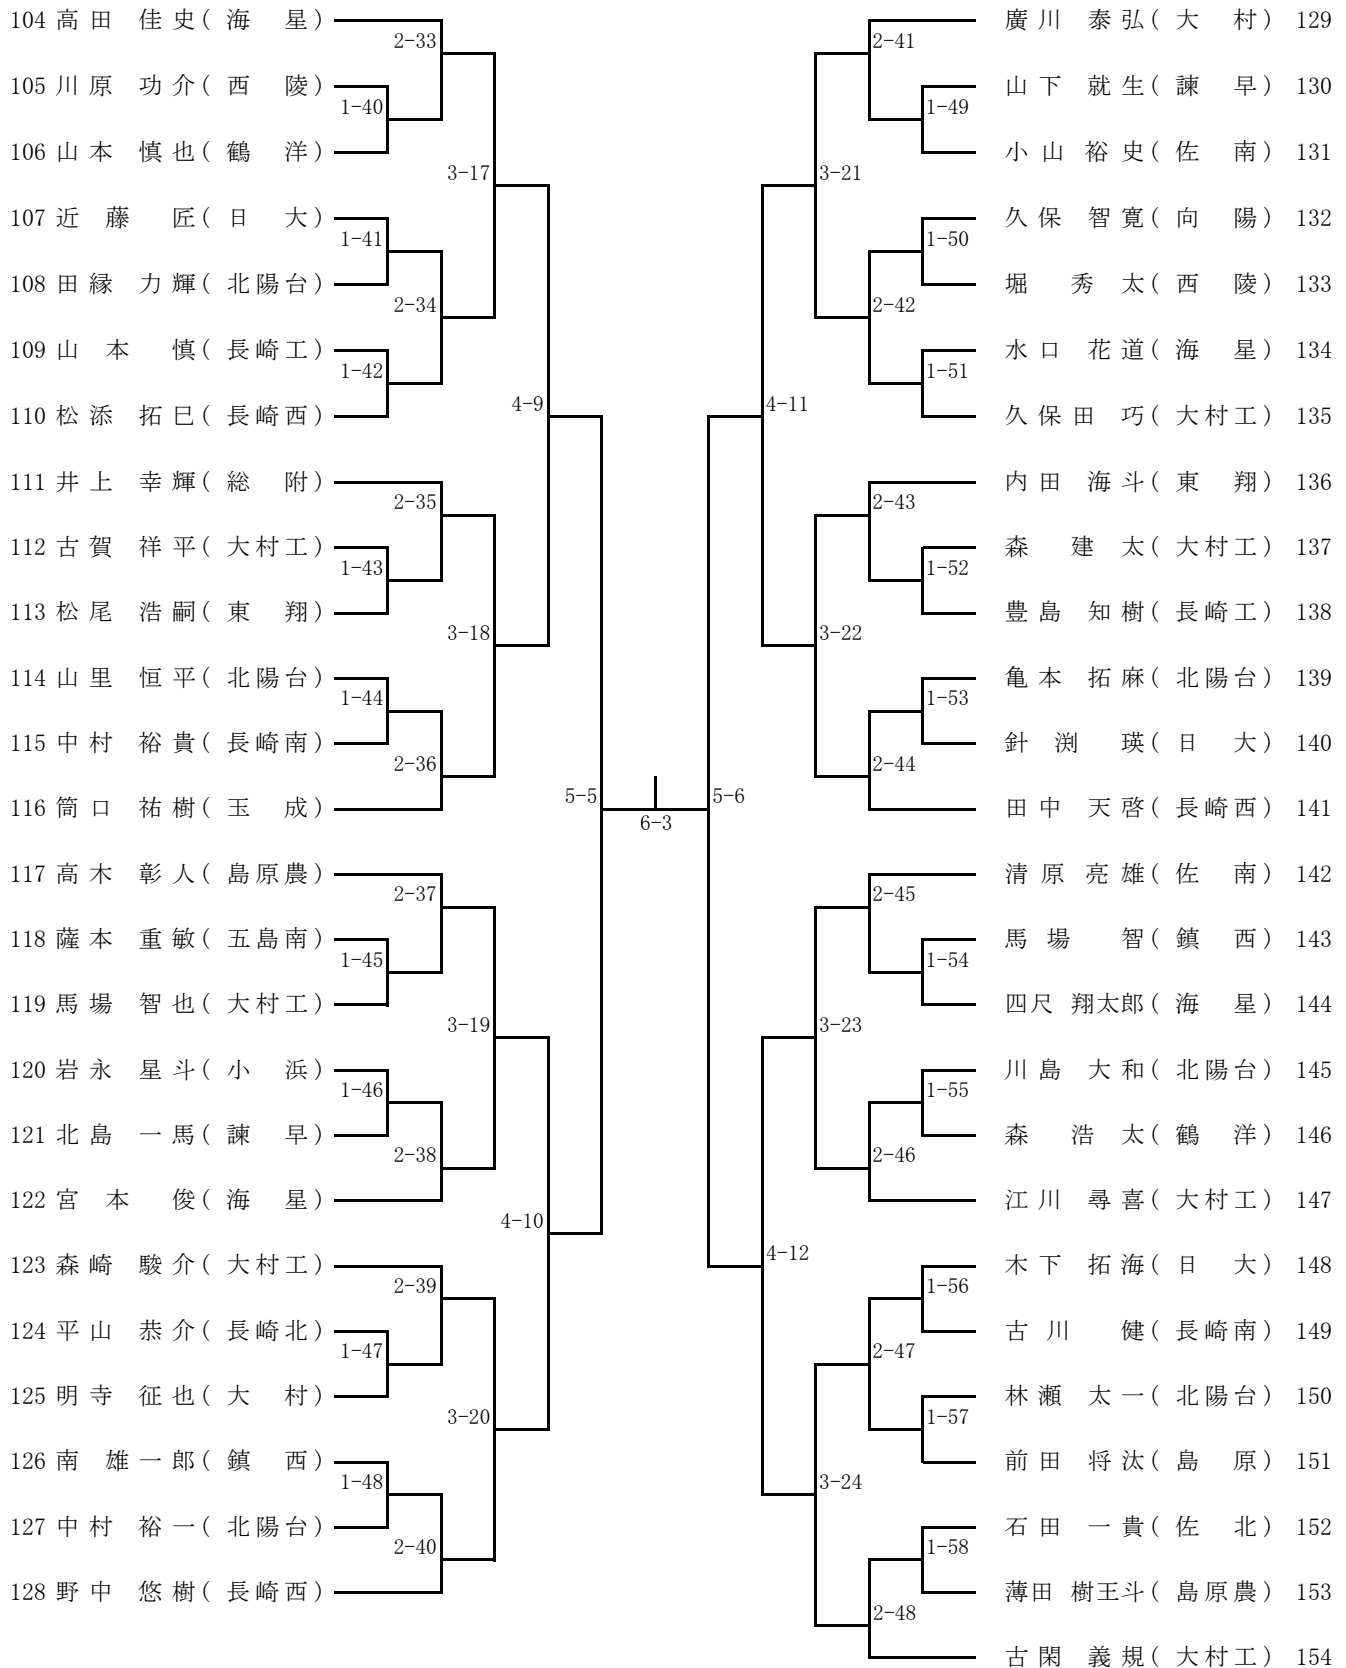 104 高田 佳史(海 星)
2-33
105 川原 功介(西 陵)
1-40
106 山本 慎也(鶴 洋)
3-17
107 近藤 匠(日 大)
1-41
108 田縁 力輝(北陽台)
2-34
109 山本 慎(長崎工)
1-42
110 松添 拓巳(長崎西)
4-9
111 井上 幸輝(総 附)
2-35
112 古賀 祥平(大村工)
1-43
113 松尾 浩嗣(東 翔)
3-18
114 山里 恒平(北陽台)
1-44
115 中村 裕貴(長崎南)
2-36
116 筒口 祐樹(玉 成)
5-5
117 高木 彰人(島原農)
2-37
118 薩本 重敏(五島南)
1-45
119 馬場 智也(大村工)
3-19
120 岩永 星斗(小 浜)
1-46
121 北島 一馬(諫 早)
2-38
122 宮本 俊(海 星)
4-10
123 森崎 駿介(大村工)
2-39
124 平山 恭介(長崎北)
1-47
125 明寺 征也(大 村)
3-20
126 南 雄一郎(鎮 西)
1-48
127 中村 裕一(北陽台)
2-40
128 野中 悠樹(長崎西)
6-3
廣川 泰弘(大 村) 129
2-41
山下 就生(諫 早) 130
1-49
小山 裕史(佐 南) 131
3-21
久保 智寛(向 陽) 132
1-50
堀 秀太(西 陵) 133
2-42
水口 花道(海 星) 134
1-51
久保田 巧(大村工) 135
4-11
内田 海斗(東 翔) 136
2-43
森 建太(大村工) 137
1-52
豊島 知樹(長崎工) 138
3-22
亀本 拓麻(北陽台) 139
1-53
針渕 瑛(日 大) 140
2-44
田中 天啓(長崎西) 141
5-6
清原 亮雄(佐 南) 142
2-45
馬場 智(鎮 西) 143
1-54
四尺 翔太郎(海 星) 144
3-23
川島 大和(北陽台) 145
1-55
森 浩太(鶴 洋) 146
2-46
江川 尋喜(大村工) 147
4-12
木下 拓海(日 大) 148
1-56
古川 健(長崎南) 149
2-47
林瀬 太一(北陽台) 150
1-57
前田 将汰(島 原) 151
3-24
石田 一貴(佐 北) 152
1-58
薄田 樹王斗(島原農) 153
2-48
古閑 義規(大村工) 154